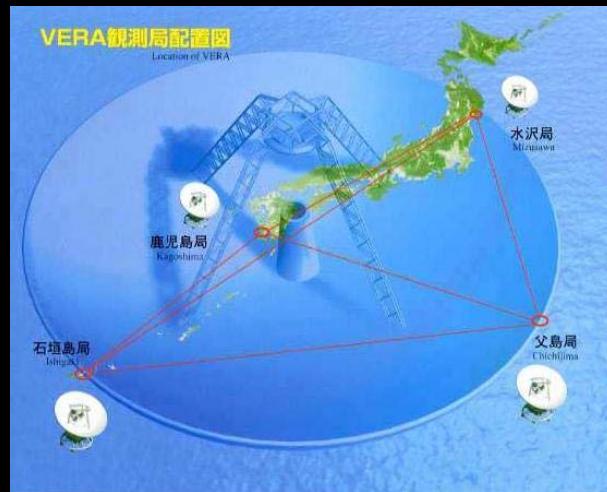 VERA観測局配置図
Location of VERA
水沢局
Mizusawa
鹿児島局
Kagoshima
石垣島局
Ishigaki
父島局
Chichijima